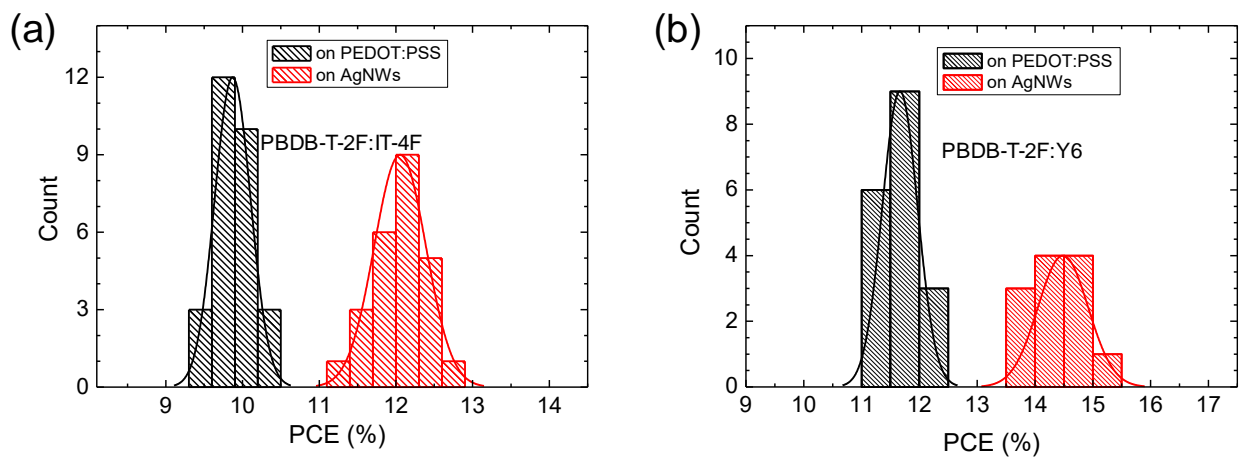 (a)
on PEDOT:PSS
on AgNWs
PBDB-T-2F:IT-4F
Count
12
9
6
3
0
9 10 11 12 13 14
PCE (%)
(b)
on PEDOT:PSS
on AgNWs
PBDB-T-2F:Y6
Count
10
8
6
4
2
0
9 10 11 12 13 14 15 16 17
PCE (%)